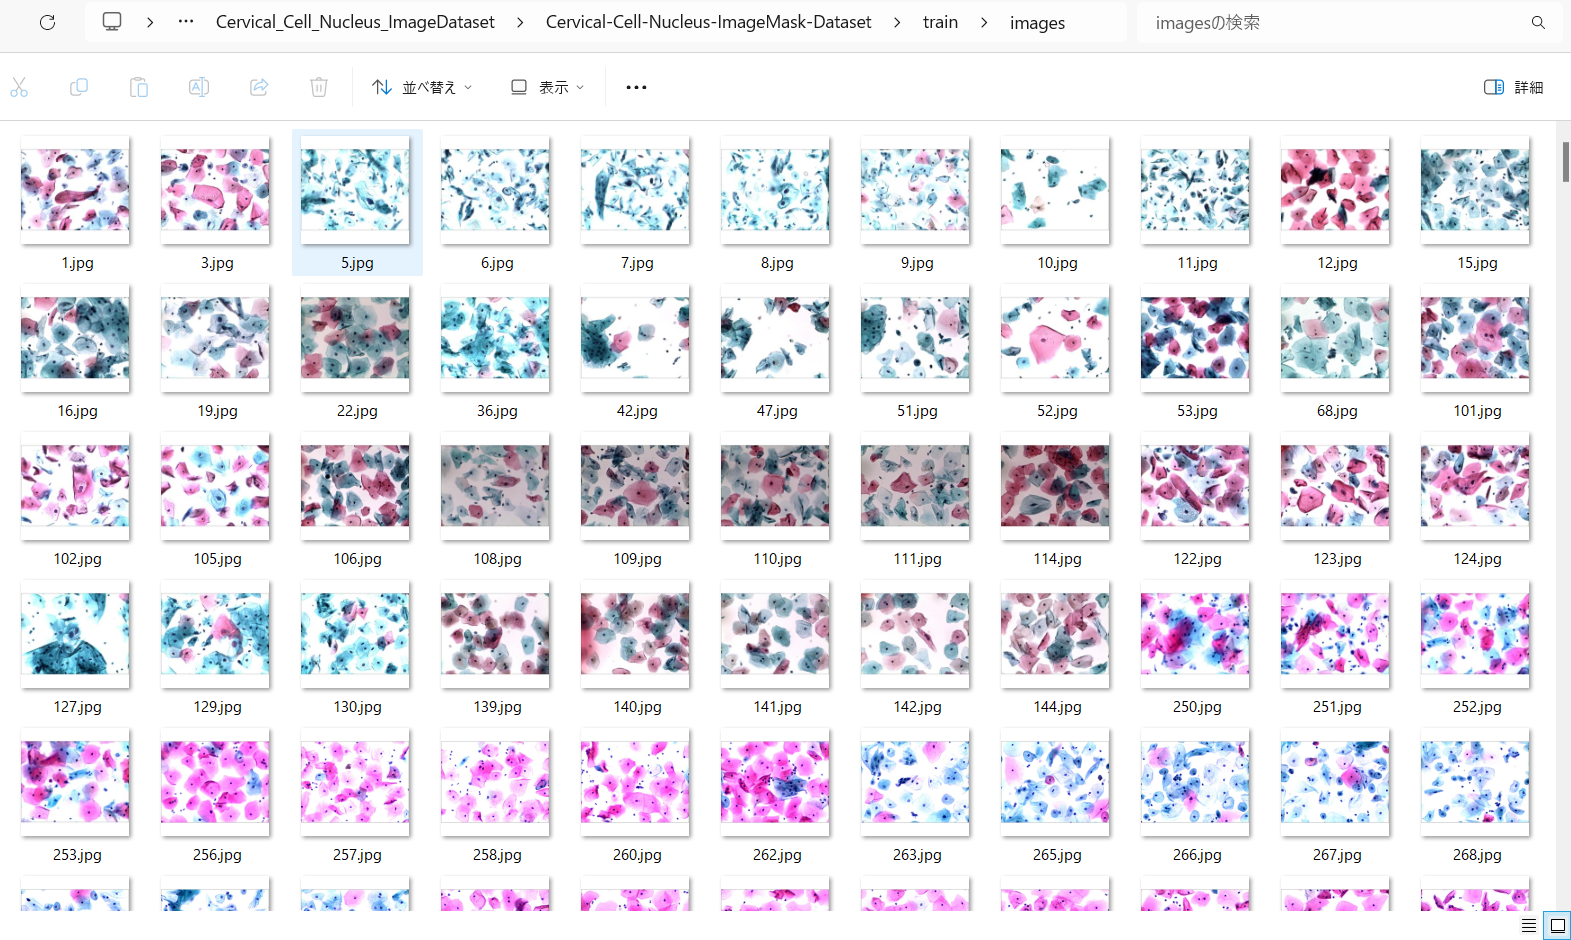 Cervical_Cell_Nucleus_ImageDataset
Cervical-Cell-Nucleus-ImageMask-Dataset
train
images
imagesの検索
並べ替え
表示
詳細
1.jpg 3.jpg 5.jpg 6.jpg 7.jpg 8.jpg 9.jpg 10.jpg 11.jpg 12.jpg 15.jpg
16.jpg 19.jpg 22.jpg 36.jpg 42.jpg 47.jpg 51.jpg 52.jpg 53.jpg 68.jpg 101.jpg
102.jpg 105.jpg 106.jpg 108.jpg 109.jpg 110.jpg 111.jpg 114.jpg 122.jpg 123.jpg 124.jpg
127.jpg 129.jpg 130.jpg 139.jpg 140.jpg 141.jpg 142.jpg 144.jpg 250.jpg 251.jpg 252.jpg
253.jpg 256.jpg 257.jpg 258.jpg 260.jpg 262.jpg 263.jpg 265.jpg 266.jpg 267.jpg 268.jpg